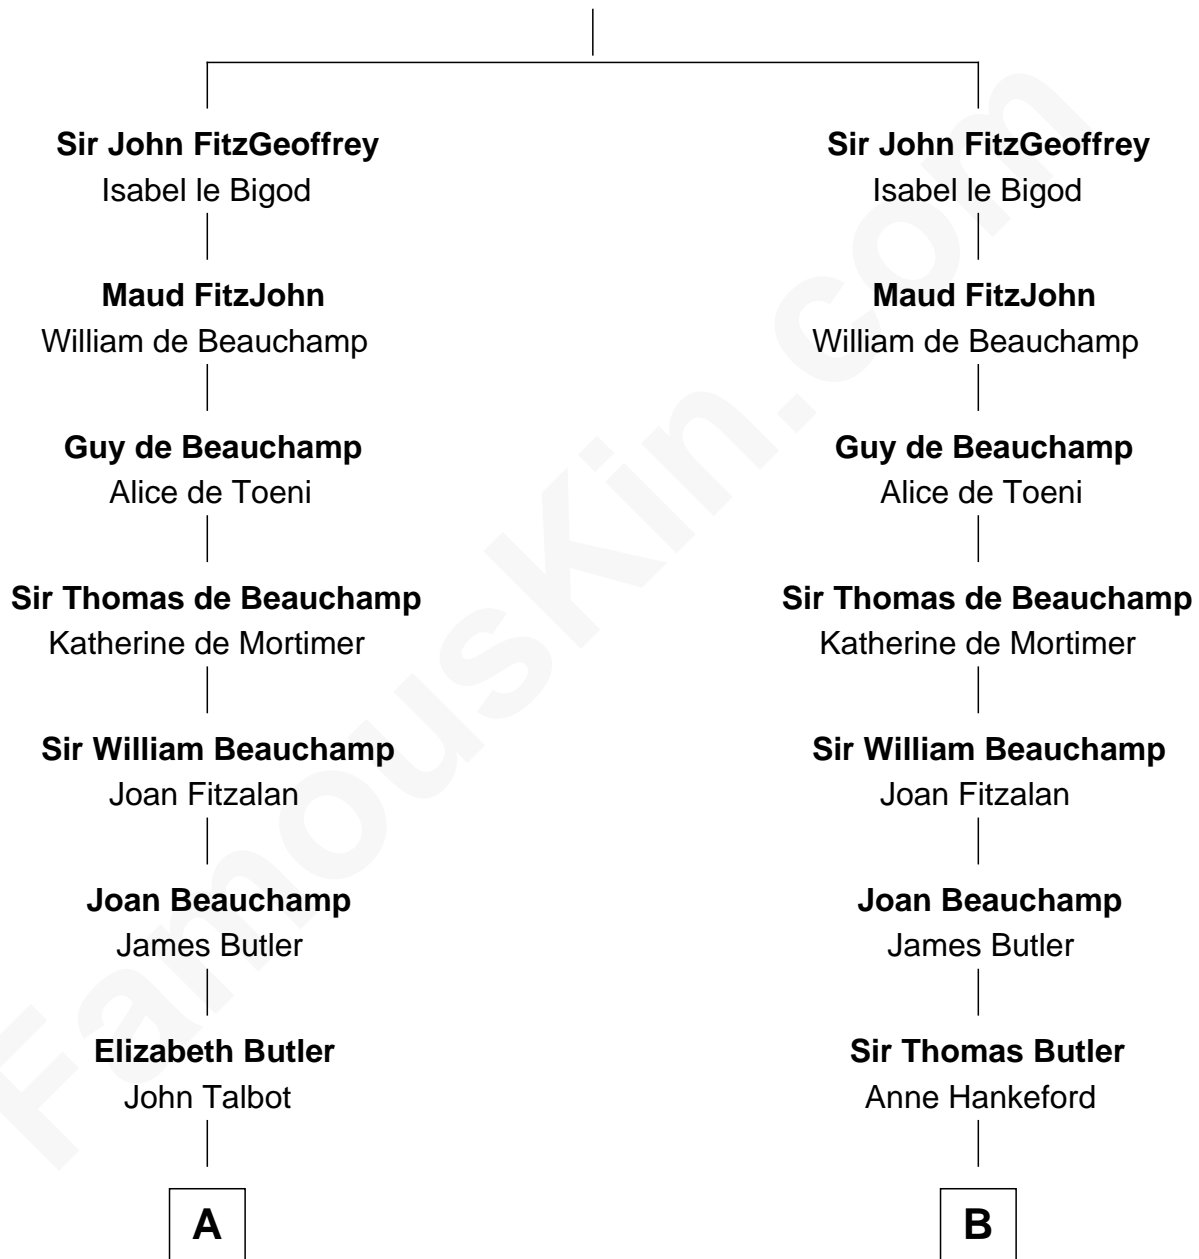 Sir John FitzGeoffrey
Isabel le Bigod
Maud FitzJohn
William de Beauchamp
Guy de Beauchamp
Alice de Toeni
Sir Thomas de Beauchamp
Katherine de Mortimer
Sir William Beauchamp
Joan Fitzalan
Joan Beauchamp
James Butler
Elizabeth Butler
John Talbot
A
Sir John FitzGeoffrey
Isabel le Bigod
Maud FitzJohn
William de Beauchamp
Guy de Beauchamp
Alice de Toeni
Sir Thomas de Beauchamp
Katherine de Mortimer
Sir William Beauchamp
Joan Fitzalan
Joan Beauchamp
James Butler
Sir Thomas Butler
Anne Hankeford
B
FamousKin.com